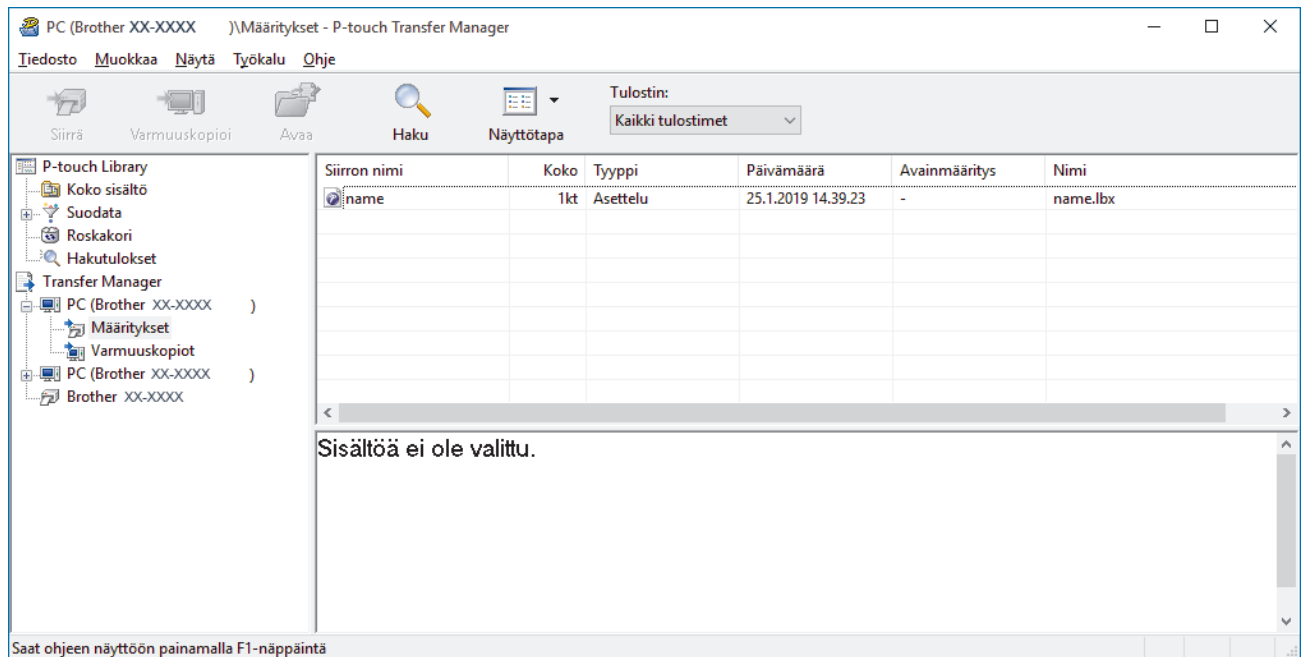 PC (Brother XX-XXXX )\Määritykset - P-touch Transfer Manager
Tiedosto Muokkaa Näytä Työkalu Ohje
Siirrä Varmuuskopioi Avaa Haku Näyttötapa
Tulostin:
Kaikki tulostimet
P-touch Library
Koko sisältö
Suodata
Roskakori
Hakutulokset
Transfer Manager
PC (Brother XX-XXXX )
Määritykset
Varmuuskopiot
PC (Brother XX-XXXX )
Brother XX-XXXX
Siirron nimi Koko Tyyppi Päivämäärä Avainmääritys Nimi
name 1kt Asettelu 25.1.2019 14.39.23 - name.lbx
Sisältöä ei ole valittu.
Saat ohjeen näyttöön painamalla F1-näppäintä